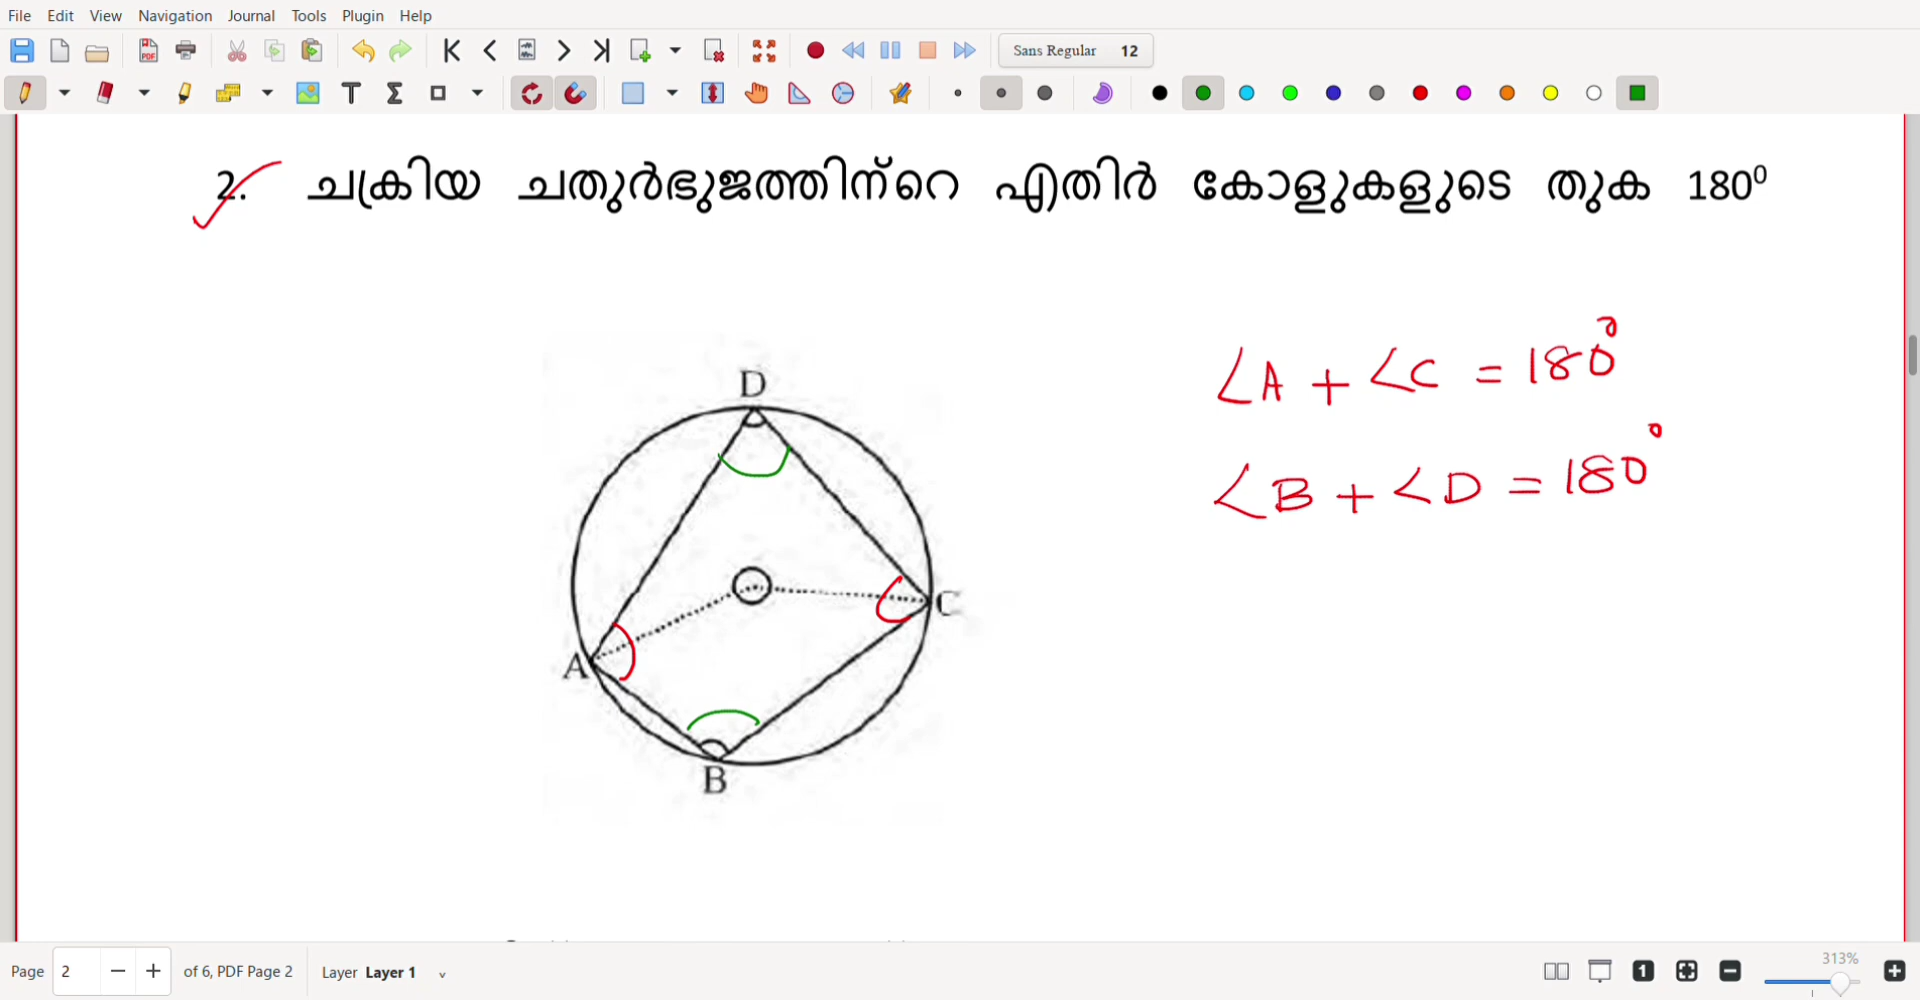 File Edit View Navigation Journal Tools Plugin Help
Sans Regular 12
2. ചക്രിയ ചതുർഭുജത്തിന്റെ എതിർ കോളുകളുടെ തുക 180⁰
∠A + ∠C = 180°
∠B + ∠D = 180°
D
C
A
B
Page 2 of 6, PDF Page 2 Layer Layer 1 313%